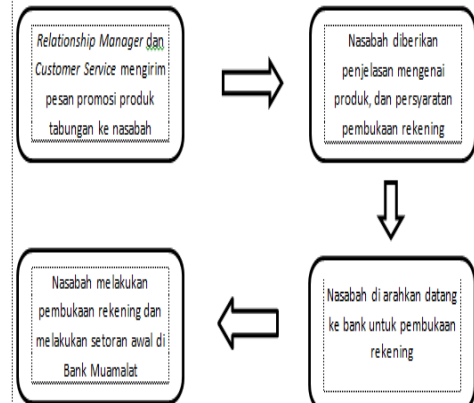 Relationship Manager dan
Customer Service mengirim
pesan promosi produk
tabungan ke nasabah
Nasabah diberikan
penjelasan mengenai
produk, dan persyaratan
pembukaan rekening
Nasabah di arahkan datang
ke bank untuk pembukaan
rekening
Nasabah melakukan
pembukaan rekening dan
melakukan setoran awal di
Bank Muamalat